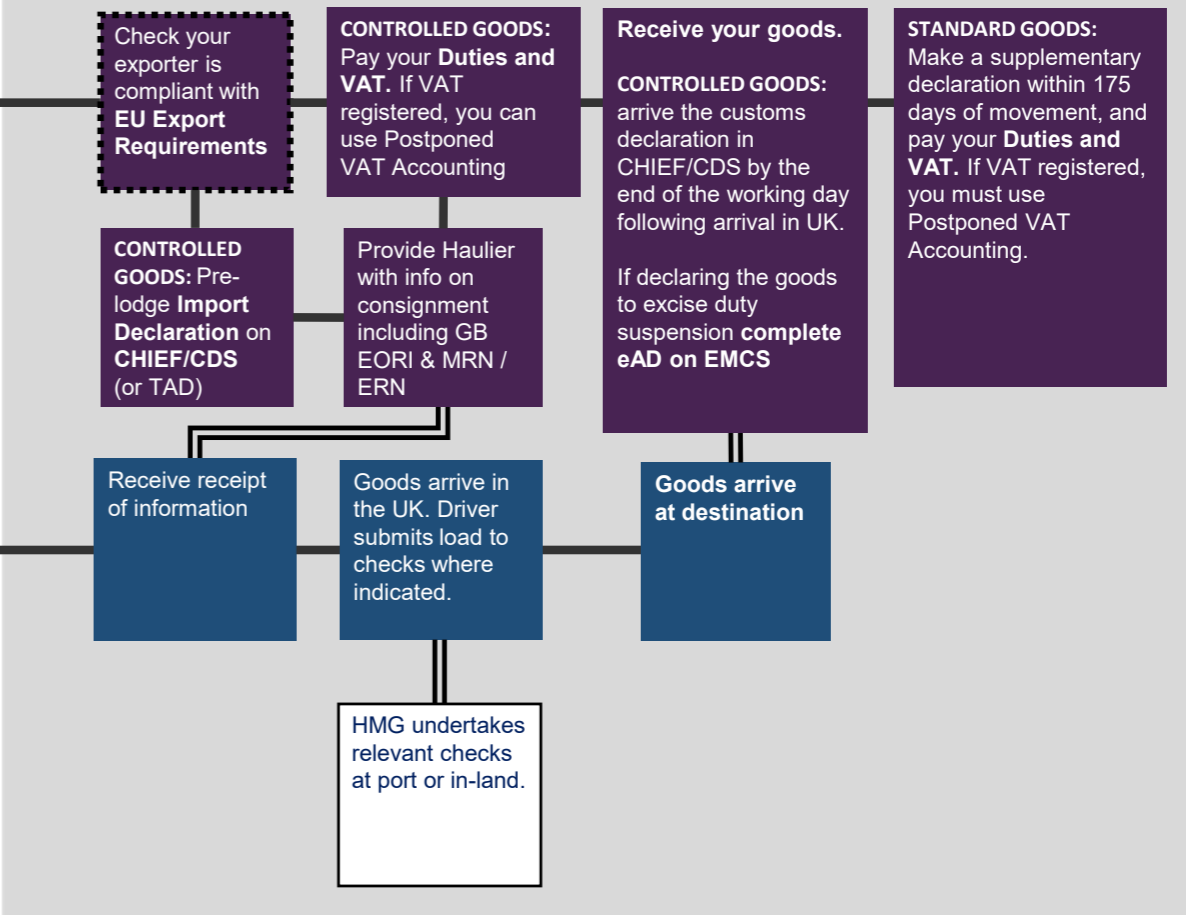 Check your
exporter is
compliant with
EU Export
Requirements
CONTROLLED GOODS:
Pay your Duties and
VAT. If VAT
registered, you can
use Postponed
VAT Accounting
Receive your goods.
CONTROLLED GOODS:
arrive the customs
declaration in
CHIEF/CDS by the
end of the working day
following arrival in UK.
If declaring the goods
to excise duty
suspension complete
eAD on EMCS
STANDARD GOODS:
Make a supplementary
declaration within 175
days of movement, and
pay your Duties and
VAT. If VAT registered,
you must use
Postponed VAT
Accounting.
CONTROLLED
GOODS: Pre-
lodge Import
Declaration on
CHIEF/CDS
(or TAD)
Provide Haulier
with info on
consignment
including GB
EORI & MRN /
ERN
Receive receipt
of information
Goods arrive in
the UK. Driver
submits load to
checks where
indicated.
Goods arrive
at destination
HMG undertakes
relevant checks
at port or in-land.